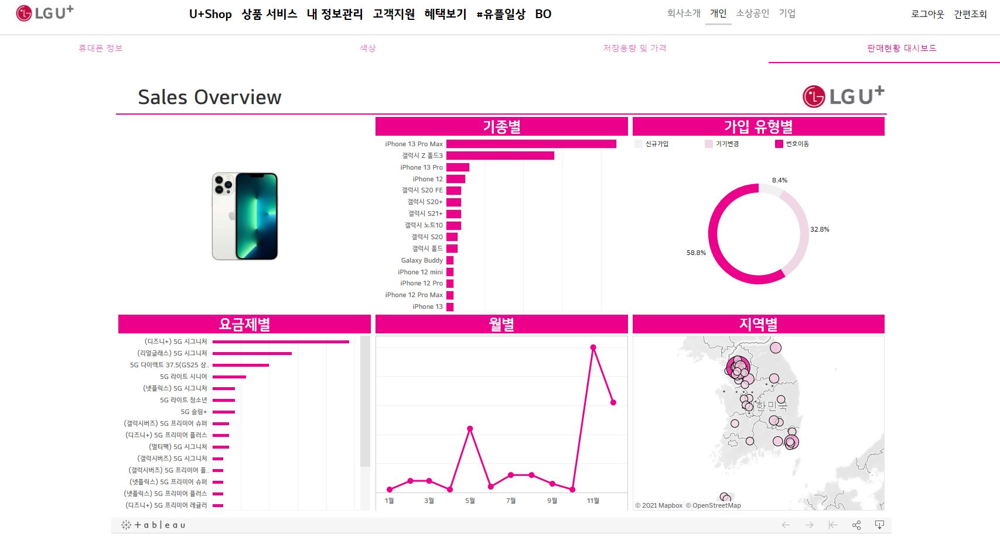 LG U+
U+Shop 상품 서비스 내 정보관리 고객지원 혜택보기 #유플일상 BO
회사소개 개인 소상공인 기업
로그아웃 간편조회
휴대폰 정보 색상 저장용량 및 가격 판매현황 대시보드
Sales Overview
LG U+
기종별
iPhone 13 Pro Max
갤럭시 Z 폴드3
iPhone 13 Pro
iPhone 12
갤럭시 S20 FE
갤럭시 S20+
갤럭시 S21+
갤럭시 노트10
갤럭시 S20
갤럭시 폴드
Galaxy Buddy
iPhone 12 mini
iPhone 12 Pro
iPhone 12 Pro Max
iPhone 13
가입 유형별
신규가입 기기변경 번호이동
8.4%
32.8%
58.8%
요금제별
(디즈니+) 5G 시그니처
(리얼글래스) 5G 시그니처
5G 다이렉트 37.5(GS25 상..
5G 라이트 시니어
(넷플릭스) 5G 시그니처
5G 라이트 청소년
5G 슬림+
(갤럭시버즈) 5G 프리미어 슈퍼
(디즈니+) 5G 프리미어 플러스
(멀티팩) 5G 시그니처
(갤럭시버즈) 5G 시그니처
(갤럭시버즈) 5G 프리미어 플..
(넷플릭스) 5G 프리미어 슈퍼
(넷플릭스) 5G 프리미어 플러스
(디즈니+) 5G 프리미어 레귤러
월별
1월 3월 5월 7월 9월 11월
지역별
한민국
© 2021 Mapbox © OpenStreetMap
+ableau